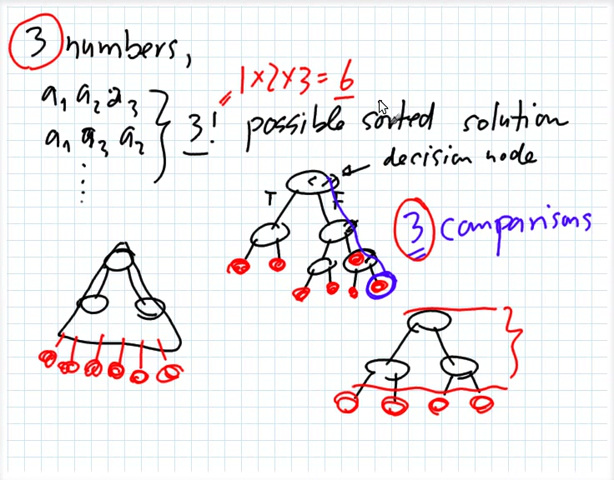 3 numbers,
1×2×3 = 6
a1 a2 a3
a1 a3 a2
⋮
3! possible sorted solution
decision node
< >
T F
3 comparisons